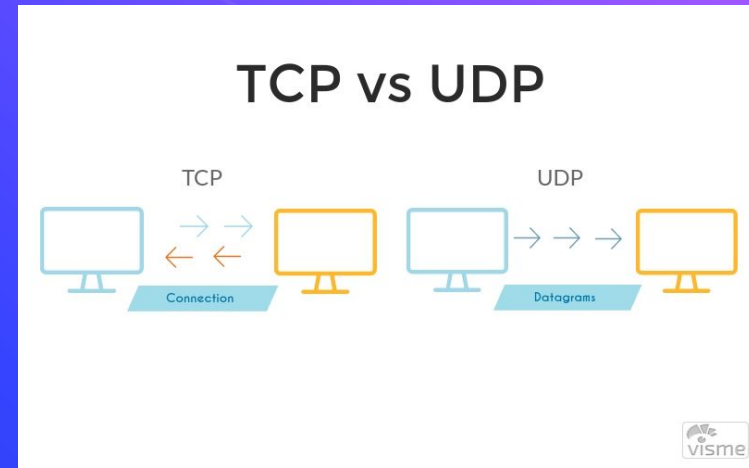 TCP vs UDP
TCP
UDP
Connection
Datagrams
visme